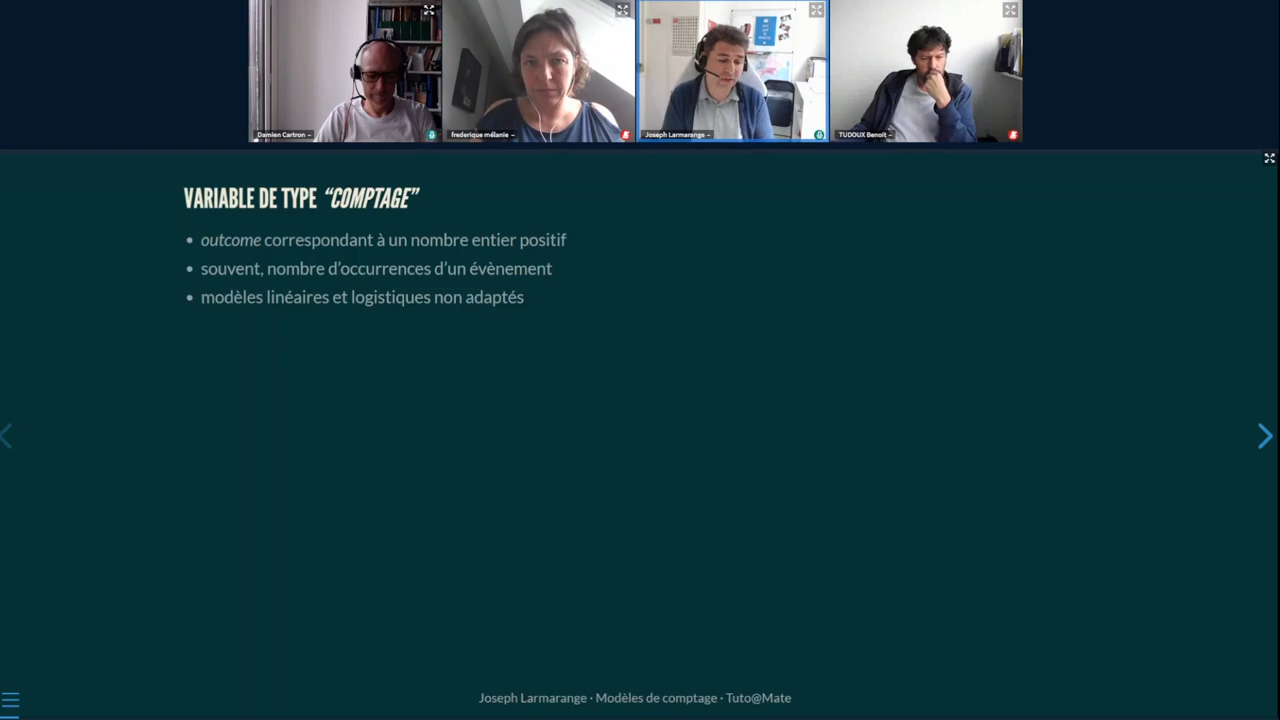 Damien Cartron
frederique mélanie
Joseph Larmarange
TUDOUX Benoit
VARIABLE DE TYPE “COMPTAGE”
• outcome correspondant à un nombre entier positif
• souvent, nombre d’occurrences d’un évènement
• modèles linéaires et logistiques non adaptés
Joseph Larmarange · Modèles de comptage · Tuto@Mate